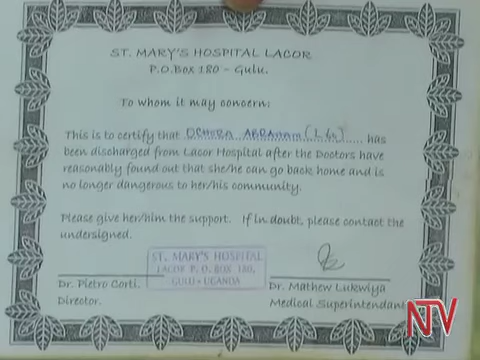 ST. MARY'S HOSPITAL LACOR
P.O.Box 180 - Gulu.
To whom it may concern:
This is to certify that OCHORA ABRAHAM ..... has
been discharged from Lacor Hospital after the Doctors have
reasonably found out that she/he can go back home and is
no longer dangerous to her/his community.
Please give her/him the support. If in doubt, please contact the
undersigned.
ST. MARY'S HOSPITAL
LACOR P. O. BOX 180,
GULU-UGANDA
Dr. Pietro Corti.
Director.
Dr. Mathew Lukwiya
Medical Superintendant
NTV